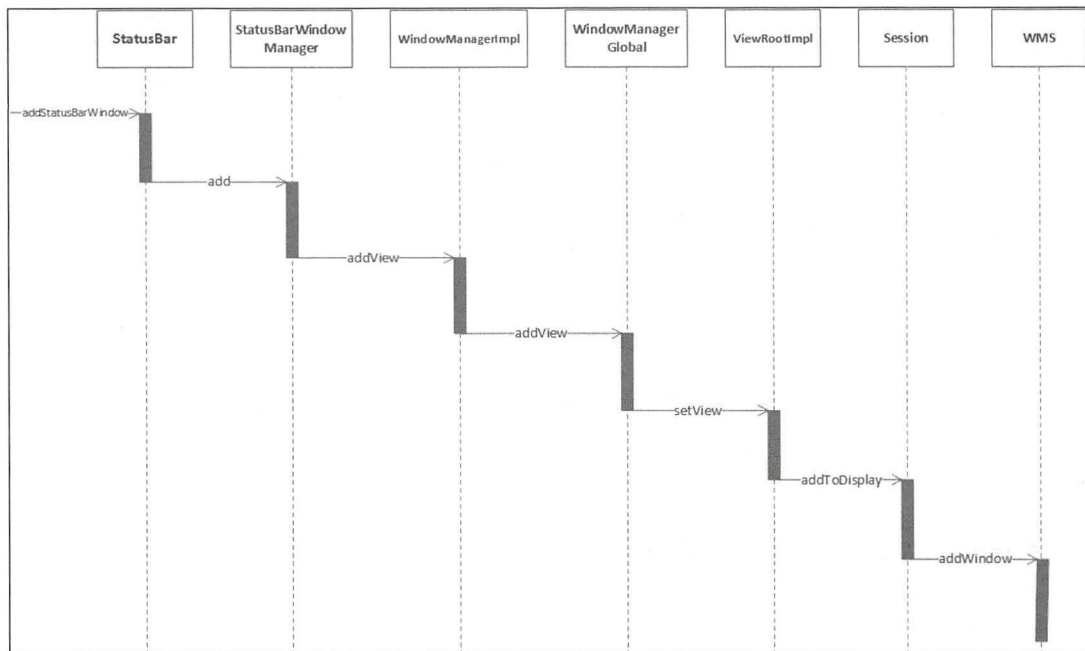 StatusBar
StatusBarWindow
Manager
WindowManagerImpl
WindowManager
Global
ViewRootImpl
Session
WMS
addStatusBarWindow
add
addView
addView
setView
addToDisplay
addWindow